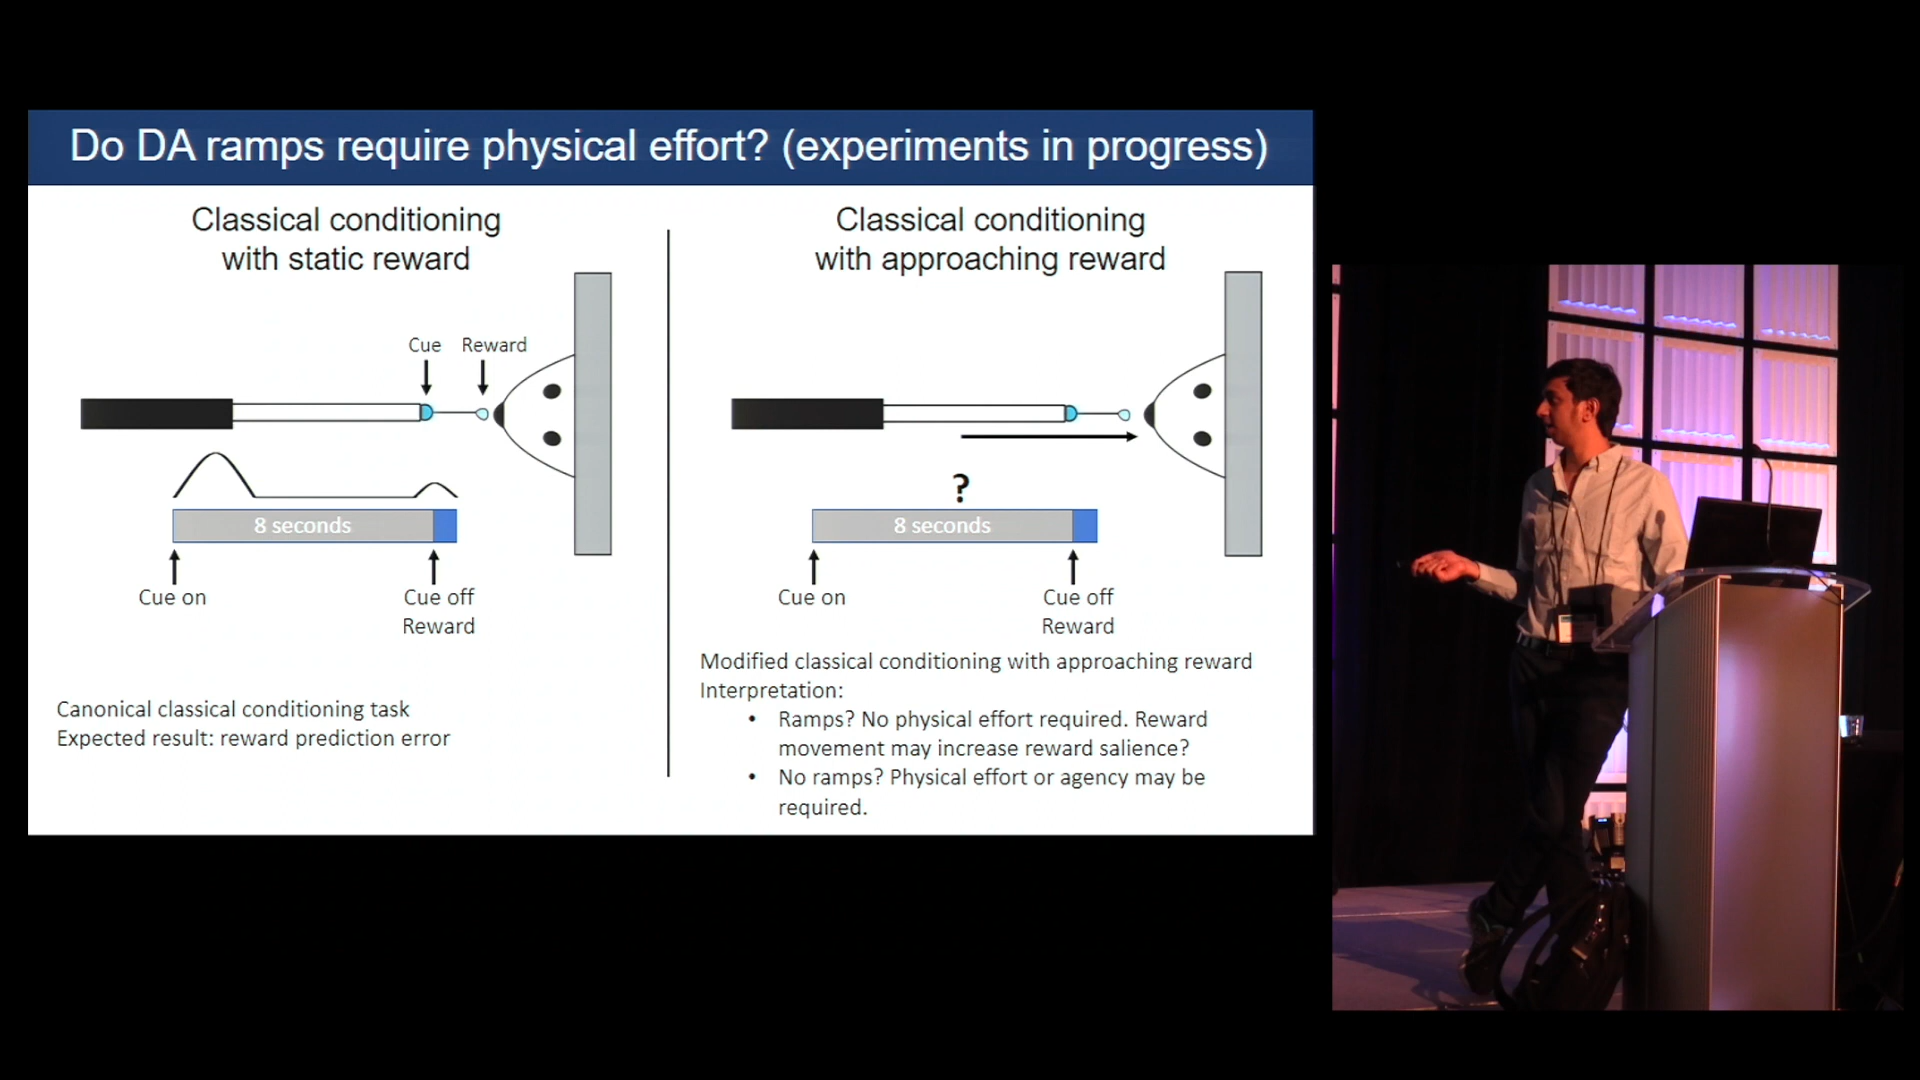 Do DA ramps require physical effort? (experiments in progress)
Classical conditioning
with static reward
Cue
Reward
8 seconds
Cue on
Cue off
Reward
Canonical classical conditioning task
Expected result: reward prediction error
Classical conditioning
with approaching reward
?
8 seconds
Cue on
Cue off
Reward
Modified classical conditioning with approaching reward
Interpretation:
• Ramps? No physical effort required. Reward
movement may increase reward salience?
• No ramps? Physical effort or agency may be
required.